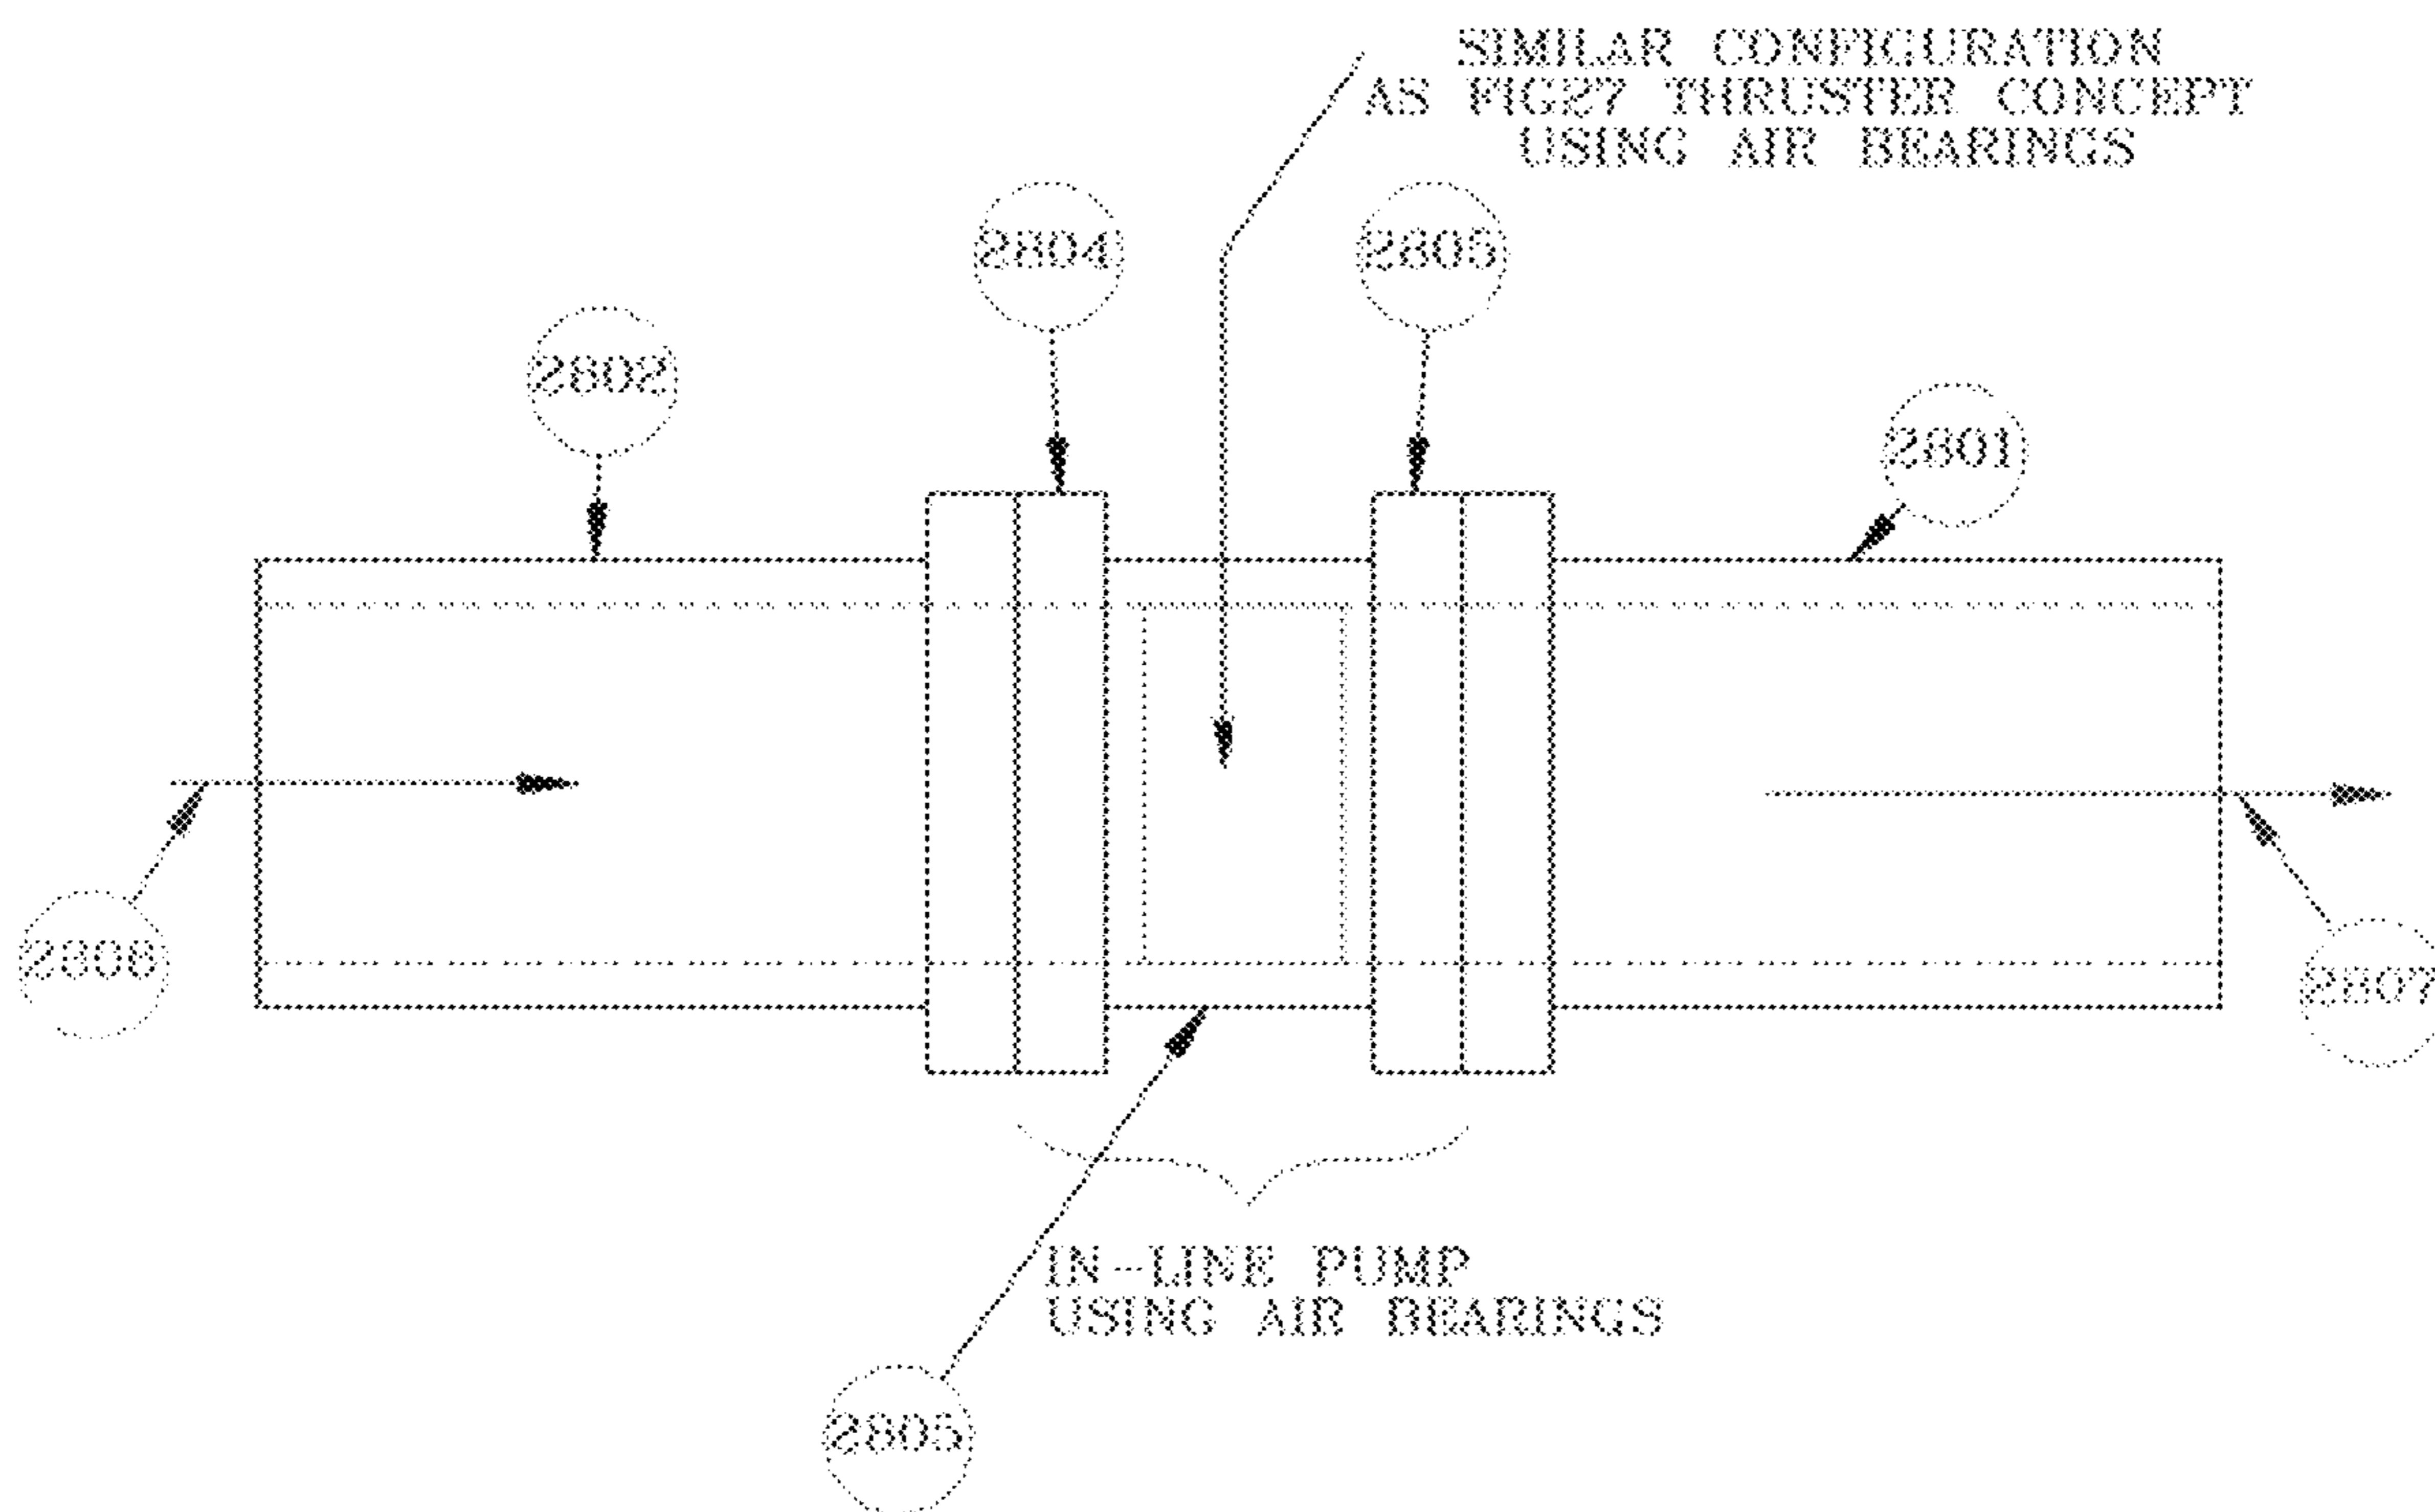 SIMILAR CONFIGURATION
AS FIG27 THRUSTER CONCEPT
USING AIR BEARINGS
2804
2803
2802
2801
2806
2807
IN-LINE PUMP
USING AIR BEARINGS
2805